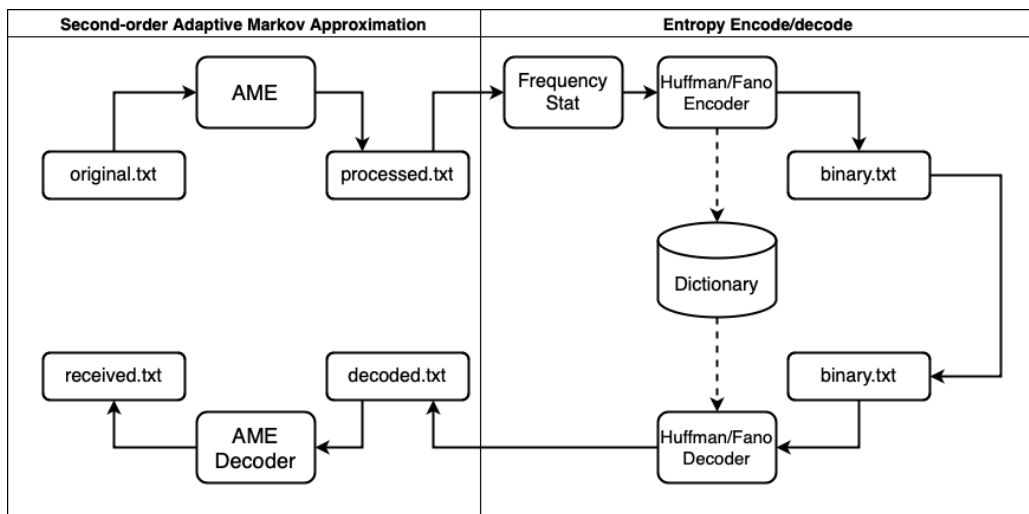 Second-order Adaptive Markov Approximation
Entropy Encode/decode
AME
Frequency
Stat
Huffman/Fano
Encoder
original.txt
processed.txt
binary.txt
Dictionary
received.txt
decoded.txt
binary.txt
AME
Decoder
Huffman/Fano
Decoder